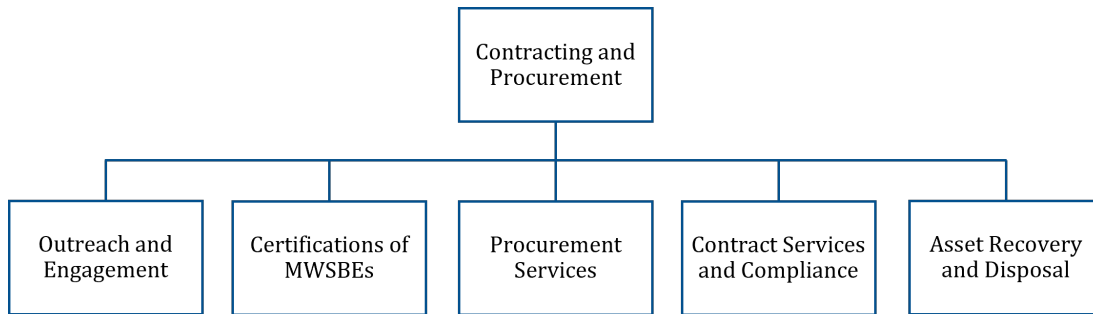 Contracting and
Procurement
Outreach and
Engagement
Certifications of
MWSBEs
Procurement
Services
Contract Services
and Compliance
Asset Recovery
and Disposal